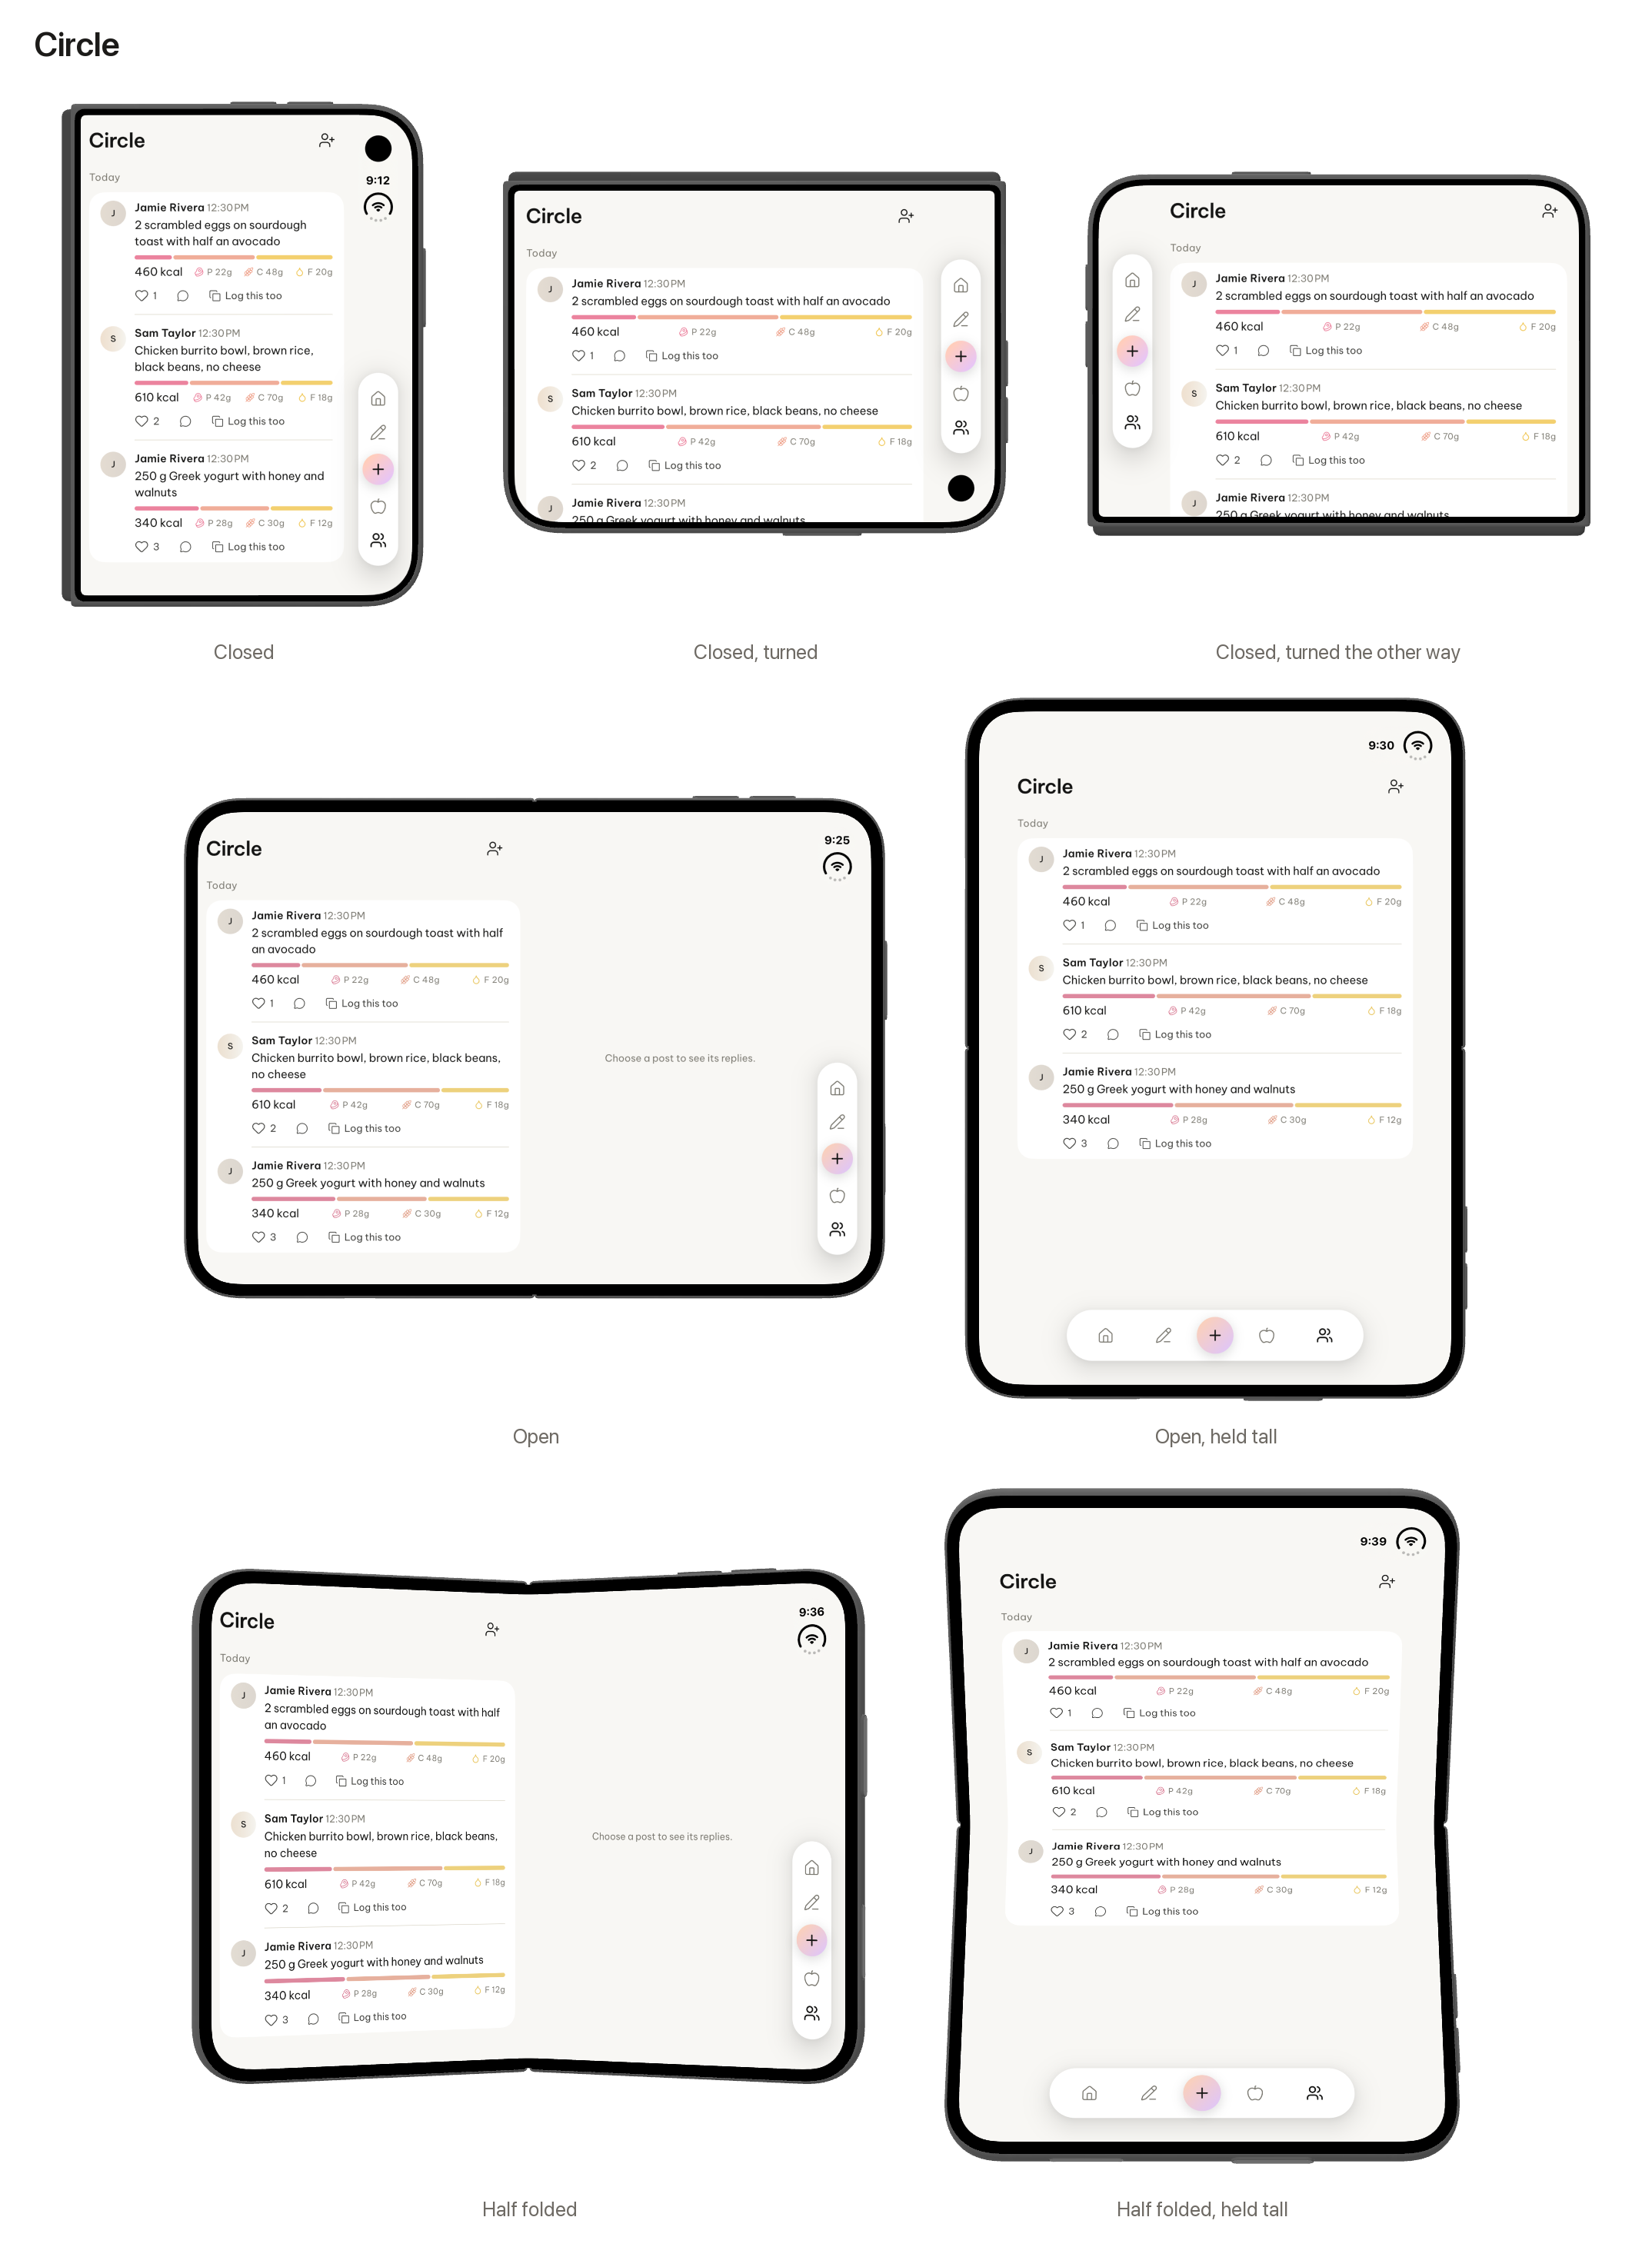 Circle
Circle
9:12
Today
J
Jamie Rivera 12:30PM
2 scrambled eggs on sourdough
toast with half an avocado
460 kcal P 22g C 48g F 20g
1 Log this too
S
Sam Taylor 12:30PM
Chicken burrito bowl, brown rice,
black beans, no cheese
610 kcal P 42g C 70g F 18g
2 Log this too
J
Jamie Rivera 12:30PM
250 g Greek yogurt with honey and
walnuts
340 kcal P 28g C 30g F 12g
3 Log this too
Closed
Circle
Today
J
Jamie Rivera 12:30PM
2 scrambled eggs on sourdough toast with half an avocado
460 kcal P 22g C 48g F 20g
1 Log this too
S
Sam Taylor 12:30PM
Chicken burrito bowl, brown rice, black beans, no cheese
610 kcal P 42g C 70g F 18g
2 Log this too
J
Jamie Rivera 12:30PM
250 g Greek yogurt with honey and walnuts
Closed, turned
Circle
Today
J
Jamie Rivera 12:30PM
2 scrambled eggs on sourdough toast with half an avocado
460 kcal P 22g C 48g F 20g
1 Log this too
S
Sam Taylor 12:30PM
Chicken burrito bowl, brown rice, black beans, no cheese
610 kcal P 42g C 70g F 18g
2 Log this too
J
Jamie Rivera 12:30PM
250 g Greek yogurt with honey and walnuts
Closed, turned the other way
Circle
9:25
Today
J
Jamie Rivera 12:30PM
2 scrambled eggs on sourdough toast with half
an avocado
460 kcal P 22g C 48g F 20g
1 Log this too
S
Sam Taylor 12:30PM
Chicken burrito bowl, brown rice, black beans,
no cheese
610 kcal P 42g C 70g F 18g
2 Log this too
J
Jamie Rivera 12:30PM
250 g Greek yogurt with honey and walnuts
340 kcal P 28g C 30g F 12g
3 Log this too
Choose a post to see its replies.
Open
9:30
Circle
Today
J
Jamie Rivera 12:30PM
2 scrambled eggs on sourdough toast with half an avocado
460 kcal P 22g C 48g F 20g
1 Log this too
S
Sam Taylor 12:30PM
Chicken burrito bowl, brown rice, black beans, no cheese
610 kcal P 42g C 70g F 18g
2 Log this too
J
Jamie Rivera 12:30PM
250 g Greek yogurt with honey and walnuts
340 kcal P 28g C 30g F 12g
3 Log this too
Open, held tall
Circle
9:36
Today
J
Jamie Rivera 12:30PM
2 scrambled eggs on sourdough toast with half
an avocado
460 kcal P 22g C 48g F 20g
1 Log this too
S
Sam Taylor 12:30PM
Chicken burrito bowl, brown rice, black beans,
no cheese
610 kcal P 42g C 70g F 18g
2 Log this too
J
Jamie Rivera 12:30PM
250 g Greek yogurt with honey and walnuts
340 kcal P 28g C 30g F 12g
3 Log this too
Choose a post to see its replies.
Half folded
9:39
Circle
Today
J
Jamie Rivera 12:30PM
2 scrambled eggs on sourdough toast with half an avocado
460 kcal P 22g C 48g F 20g
1 Log this too
S
Sam Taylor 12:30PM
Chicken burrito bowl, brown rice, black beans, no cheese
610 kcal P 42g C 70g F 18g
2 Log this too
J
Jamie Rivera 12:30PM
250 g Greek yogurt with honey and walnuts
340 kcal P 28g C 30g F 12g
3 Log this too
Half folded, held tall